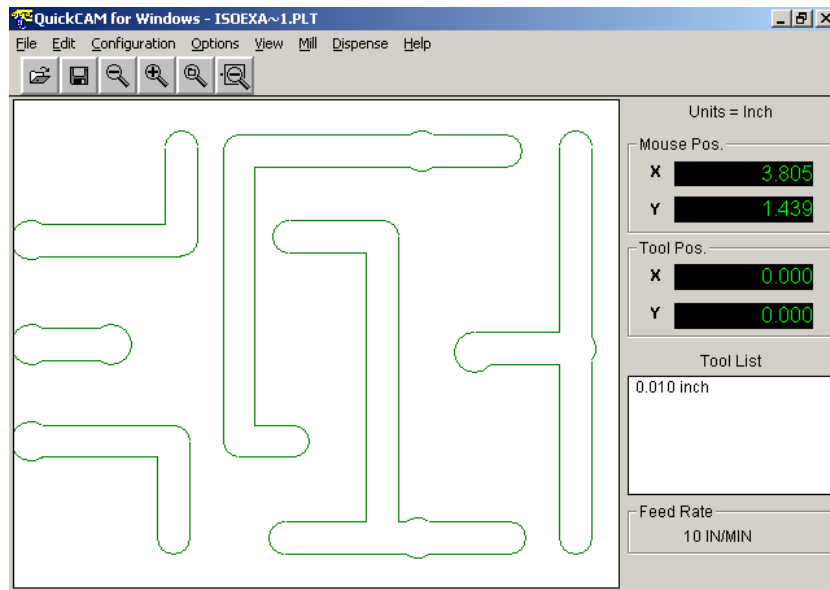 QuickCAM for Windows - ISOEXA~1.PLT
File Edit Configuration Options View Mill Dispense Help
Units = Inch
Mouse Pos.
X 3.805
Y 1.439
Tool Pos.
X 0.000
Y 0.000
Tool List
0.010 inch
Feed Rate
10 IN/MIN